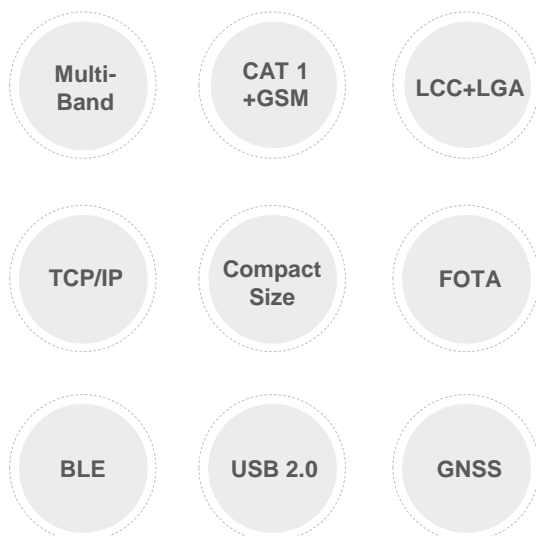 Multi-
Band
CAT 1
+GSM
LCC+LGA
TCP/IP
Compact
Size
FOTA
BLE
USB 2.0
GNSS